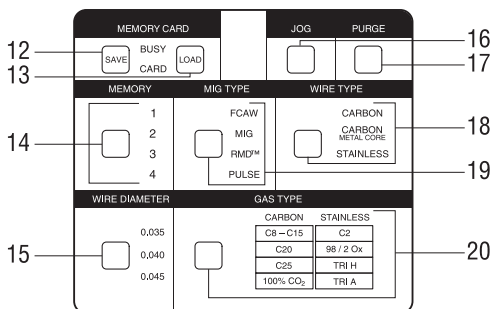 MEMORY CARD JOG PURGE
12 SAVE BUSY LOAD 16
13 CARD 17
MEMORY MIG TYPE WIRE TYPE
1 FCAW CARBON
14 2 MIG CARBON METAL CORE 18
3 RMD™ STAINLESS
4 PULSE 19
WIRE DIAMETER GAS TYPE
CARBON STAINLESS
0.035 C8 – C15 C2
15 0.040 C20 98 / 2 Ox 20
0.045 C25 TRI H
100% CO₂ TRI A